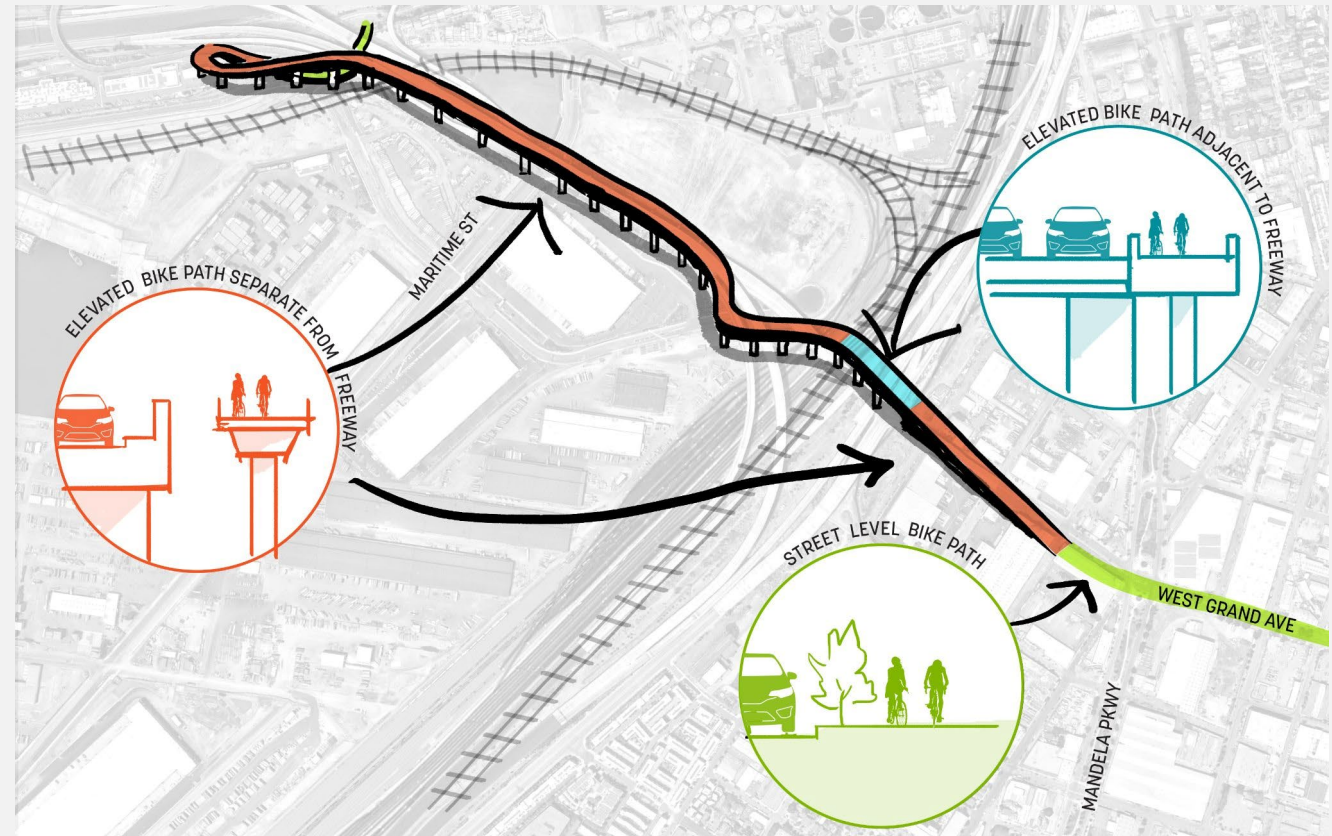 ELEVATED BIKE PATH ADJACENT TO FREEWAY
MARITIME ST
ELEVATED BIKE PATH SEPARATE FROM FREEWAY
STREET LEVEL BIKE PATH
WEST GRAND AVE
MANDELA PKWY